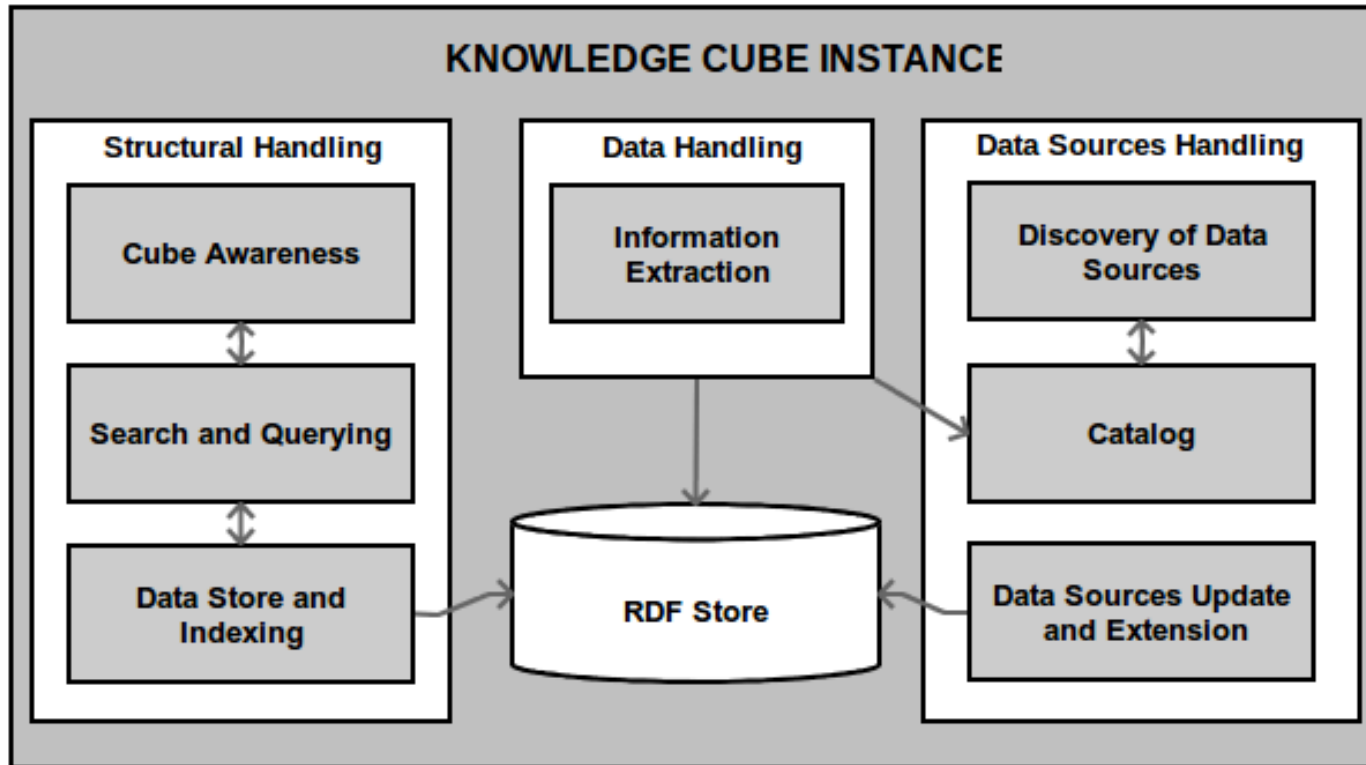 KNOWLEDGE CUBE INSTANCE
Structural Handling
Cube Awareness
Search and Querying
Data Store and
Indexing
Data Handling
Information
Extraction
RDF Store
Data Sources Handling
Discovery of Data
Sources
Catalog
Data Sources Update
and Extension